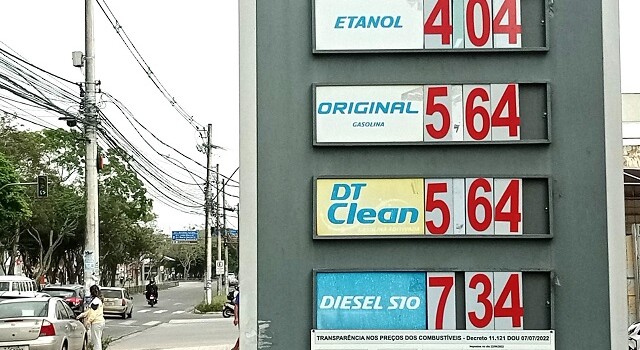 ETANOL 4 04
ORIGINAL 5 64
GASOLINA
DT
Clean 5 64
DIESEL S10 7 34
TRANSPARÊNCIA NOS PREÇOS DOS COMBUSTÍVEIS - Decreto 11.121 DOU 07/07/2022